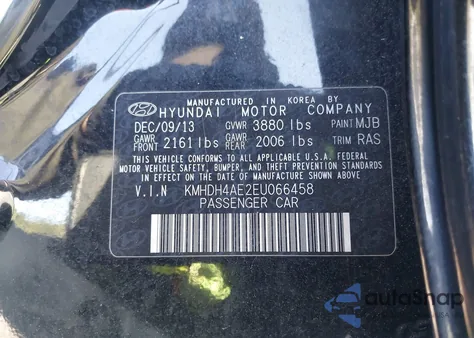 MANUFACTURED IN KOREA BY
HYUNDAI MOTOR COMPANY
DEC/09/13 GVWR 3880 lbs PAINT MJB
GAWR FRONT 2161 lbs GAWR REAR 2006 lbs TRIM RAS
THIS VEHICLE CONFORMS TO ALL APPLICABLE U.S.A. FEDERAL
MOTOR VEHICLE SAFETY, BUMPER, AND THEFT PREVENTION
STANDARDS IN EFFECT ON THE DATE OF MANUFACTURE SHOWN ABOVE.
V.I.N KMHDH4AE2EU066458
PASSENGER CAR
autoSnap